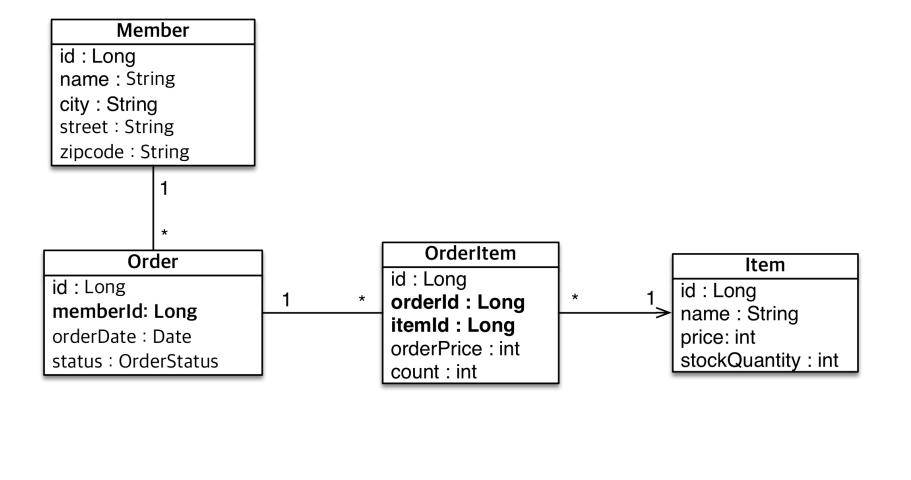 Member
id : Long
name : String
city : String
street : String
zipcode : String
1
*
Order
id : Long
memberId: Long
orderDate : Date
status : OrderStatus
1
*
OrderItem
id : Long
orderId : Long
itemId : Long
orderPrice : int
count : int
*
1
Item
id : Long
name : String
price: int
stockQuantity : int